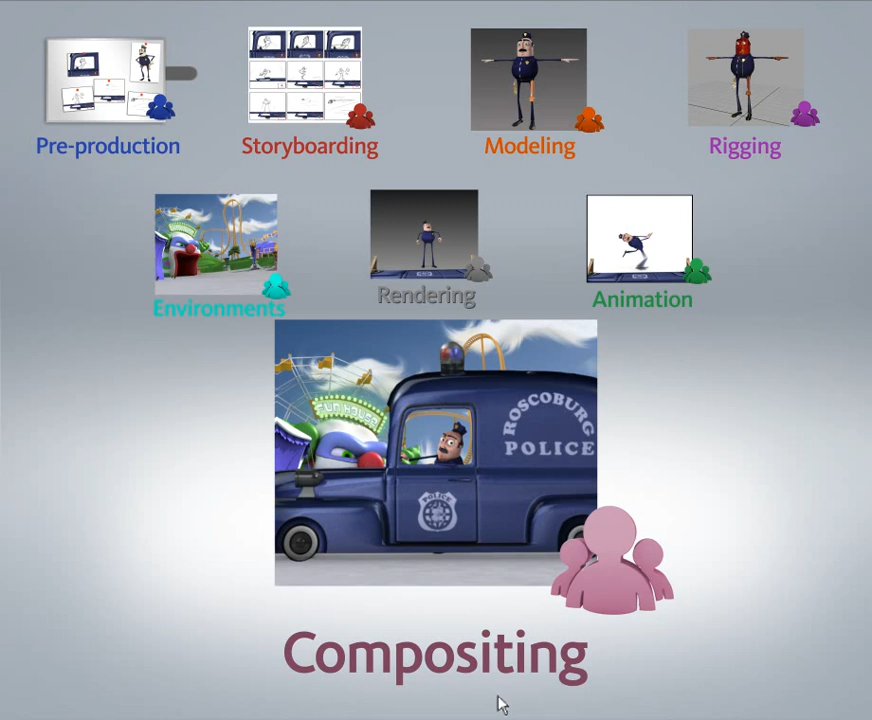 Pre-production
Storyboarding
Modeling
Rigging
Environments
Rendering
Animation
FUN HOUSE
ROSCOBURG
POLICE
POLICE
Compositing